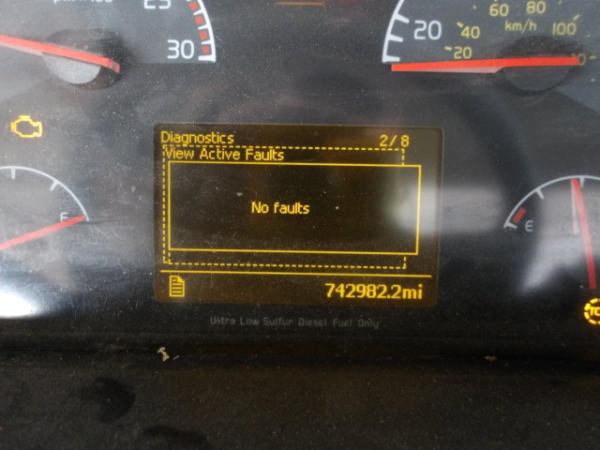 25
30
20
20
40
60
80
100
km/h
Diagnostics 2/8
View Active Faults
No faults
742982.2mi
Ultra Low Sulfur Diesel Fuel Only
F
E